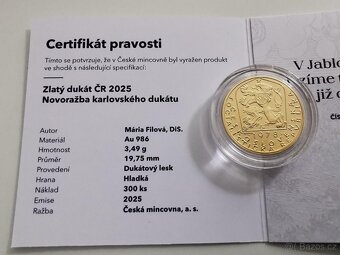 Certifikát pravosti
Tímto se potvrzuje, že v České mincovně byl vyražen produkt
ve shodě s následující specifikací:
Zlatý dukát ČR 2025
Novoražba karlovského dukátu
Autor Mária Filová, DiS.
Materiál Au 986
Hmotnost 3,49 g
Průměr 19,75 mm
Provedení Dukátový lesk
Hrana Hladká
Náklad 300 ks
Emise 2025
Ražba Česká mincovna, a. s.
1978
V Jablo
již